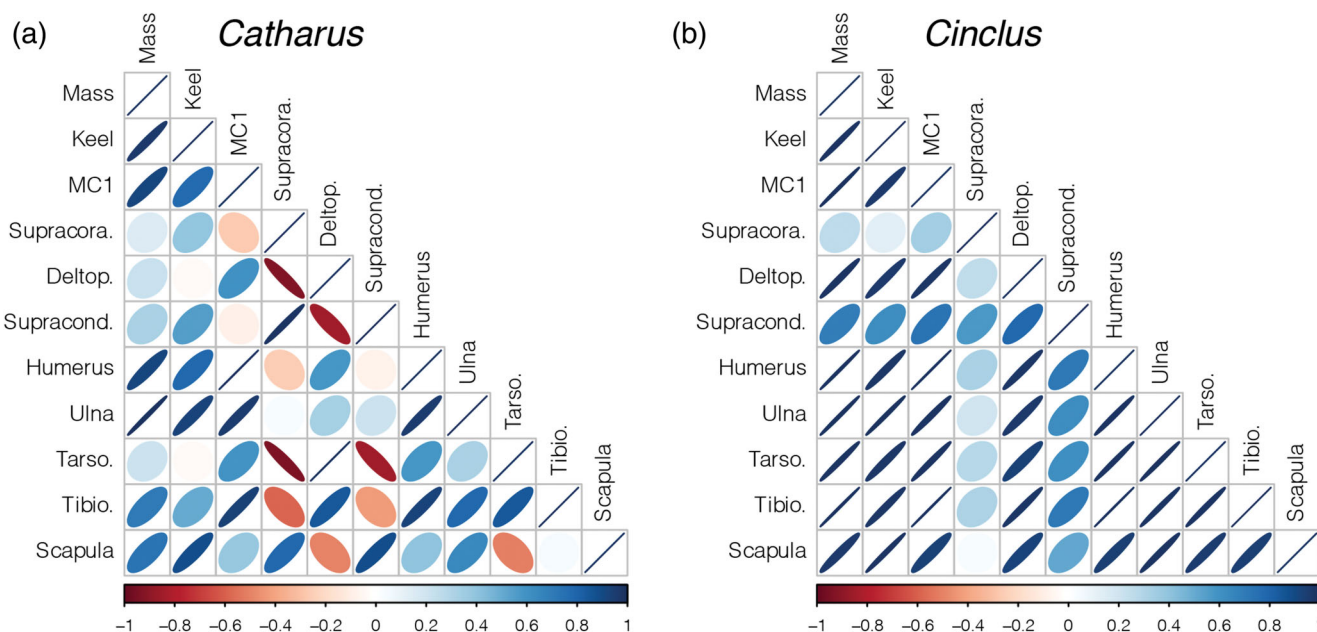 (a) Catharus
Mass
Keel
MC1
Supracora.
Deltop.
Supracond.
Humerus
Ulna
Tarso.
Tibio.
Scapula
Mass
Keel
MC1
Supracora.
Deltop.
Supracond.
Humerus
Ulna
Tarso.
Tibio.
Scapula
−1 −0.8 −0.6 −0.4 −0.2 0 0.2 0.4 0.6 0.8 1
(b) Cinclus
Mass
Keel
MC1
Supracora.
Deltop.
Supracond.
Humerus
Ulna
Tarso.
Tibio.
Scapula
Mass
Keel
MC1
Supracora.
Deltop.
Supracond.
Humerus
Ulna
Tarso.
Tibio.
Scapula
−1 −0.8 −0.6 −0.4 −0.2 0 0.2 0.4 0.6 0.8